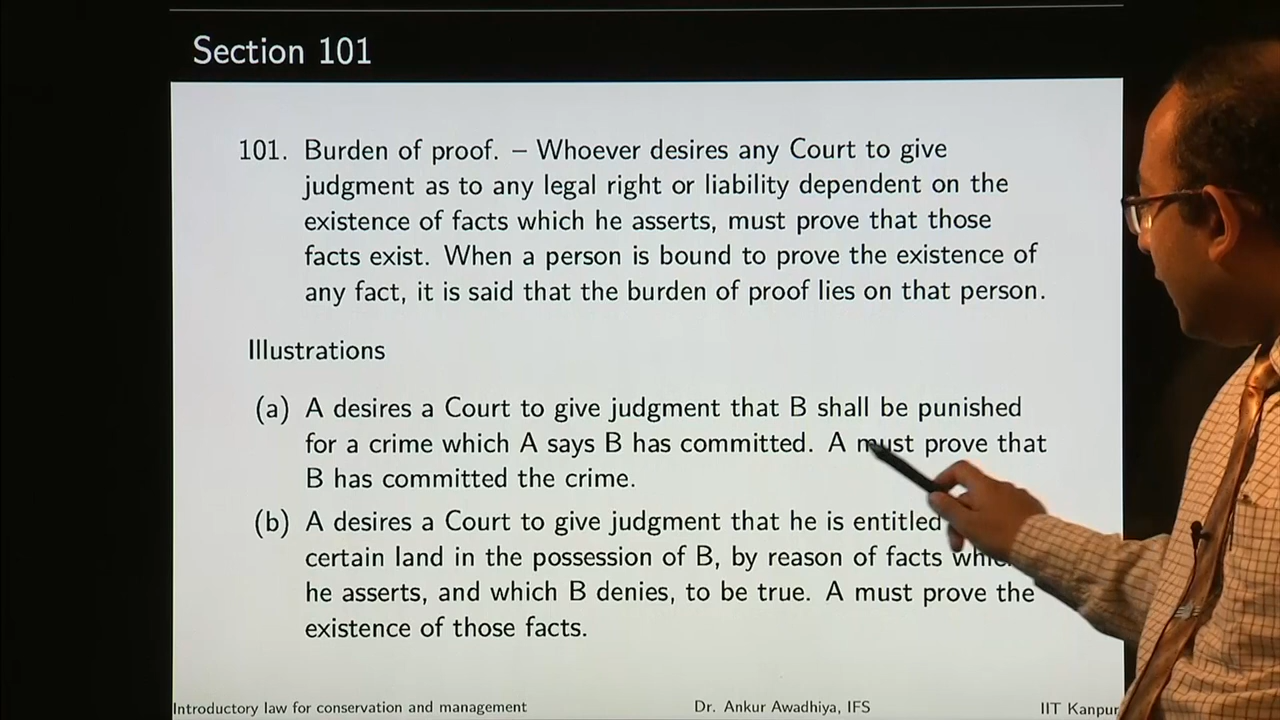 Section 101
101. Burden of proof. – Whoever desires any Court to give
judgment as to any legal right or liability dependent on the
existence of facts which he asserts, must prove that those
facts exist. When a person is bound to prove the existence of
any fact, it is said that the burden of proof lies on that person.
Illustrations
(a) A desires a Court to give judgment that B shall be punished
for a crime which A says B has committed. A must prove that
B has committed the crime.
(b) A desires a Court to give judgment that he is entitled
certain land in the possession of B, by reason of facts
he asserts, and which B denies, to be true. A must prove the
existence of those facts.
Introductory law for conservation and management Dr. Ankur Awadhiya, IFS IIT Kanpur